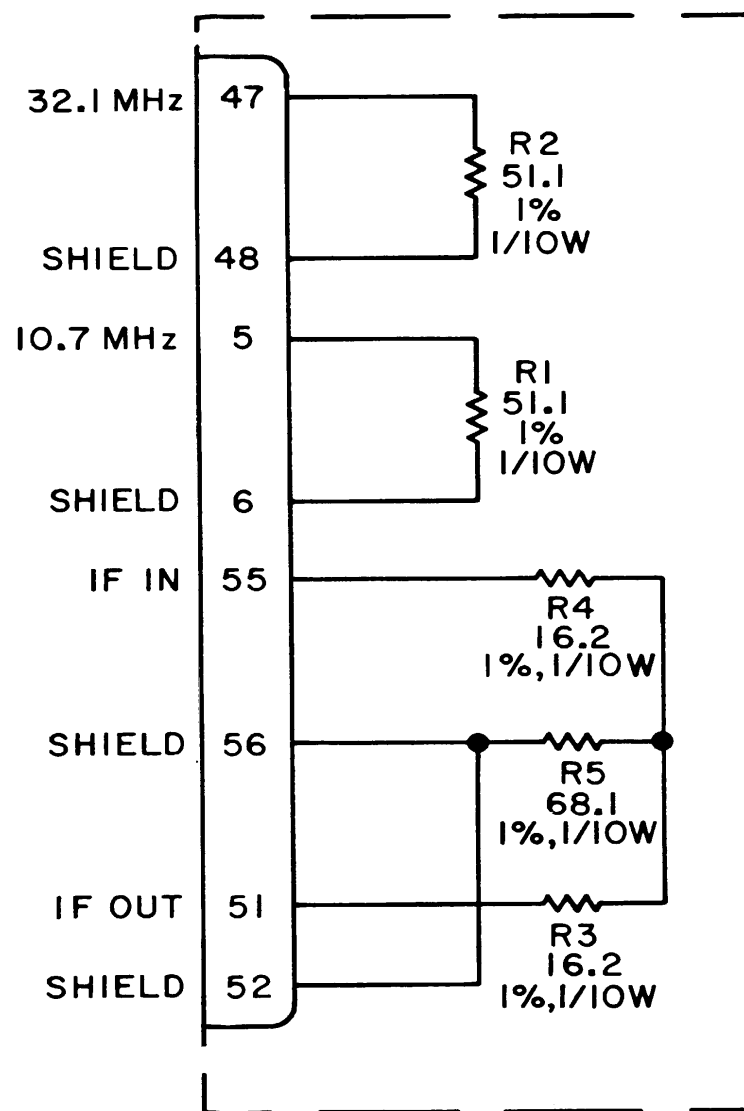 32.1 MHz 47
R2
51.1
1%
1/10W
SHIELD 48
10.7 MHz 5
R1
51.1
1%
1/10W
SHIELD 6
IF IN 55
R4
16.2
1%,1/10W
SHIELD 56
R5
68.1
1%,1/10W
IF OUT 51
R3
16.2
1%,1/10W
SHIELD 52